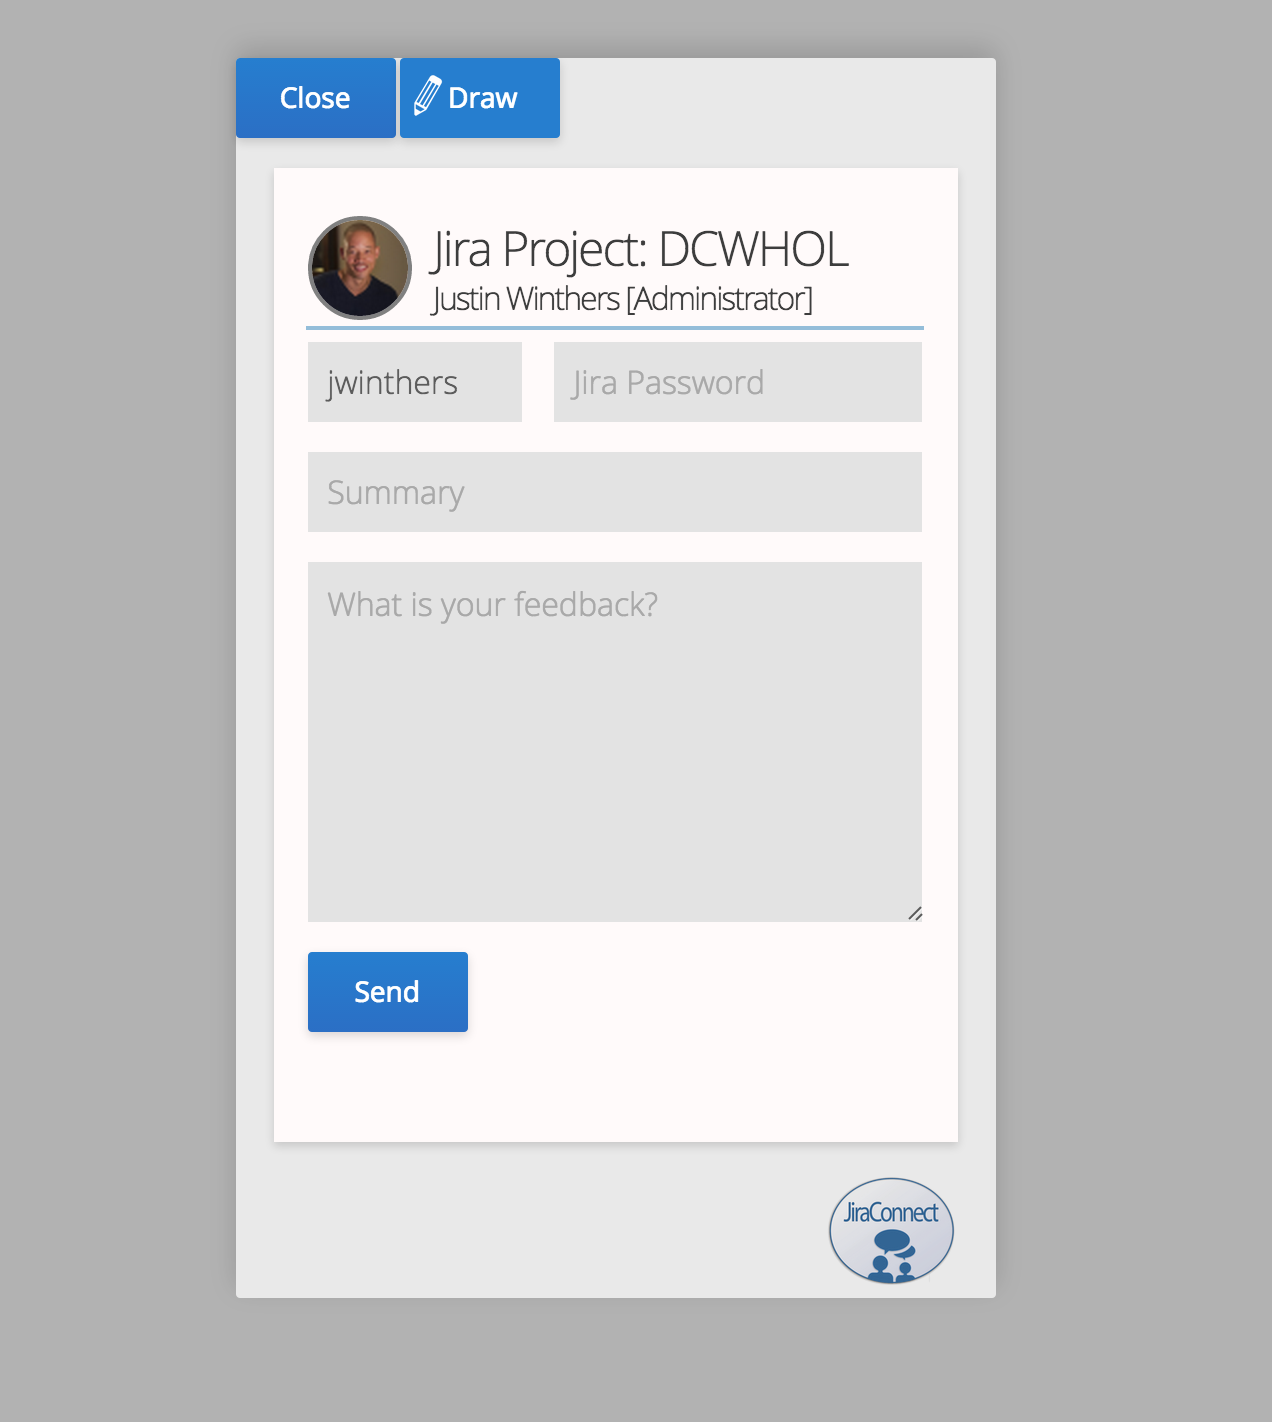 Close
Draw
Jira Project: DCWHOL
Justin Winthers [Administrator]
jwinthers
Jira Password
Summary
What is your feedback?
Send
JiraConnect